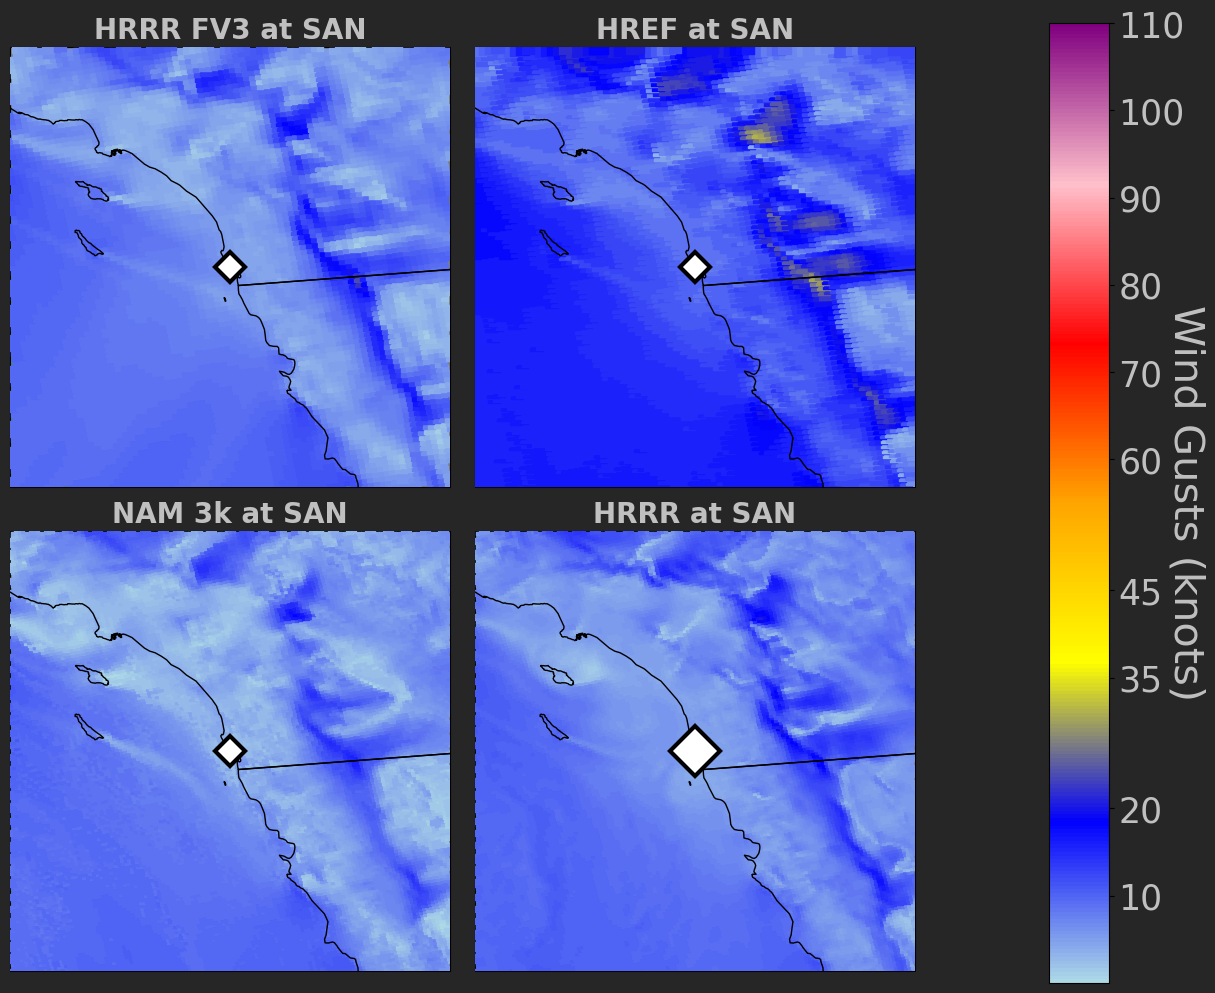 HRRR FV3 at SAN
HREF at SAN
NAM 3k at SAN
HRRR at SAN
110
100
90
80
70
60
45
35
20
10
Wind Gusts (knots)